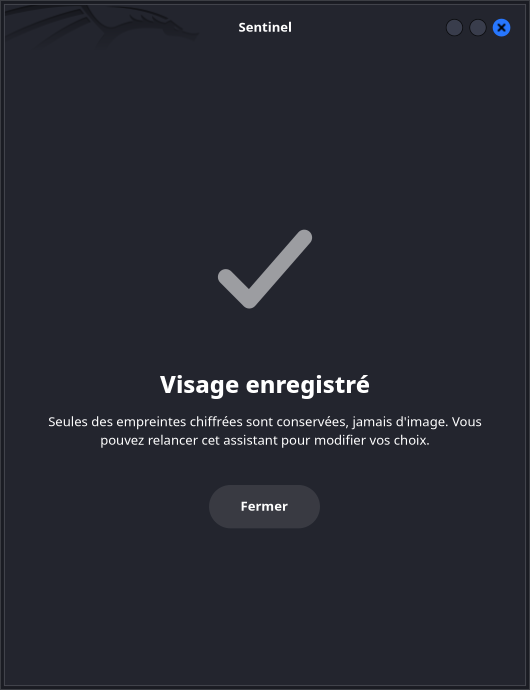 Sentinel
Visage enregistré
Seules des empreintes chiffrées sont conservées, jamais d'image. Vous
pouvez relancer cet assistant pour modifier vos choix.
Fermer